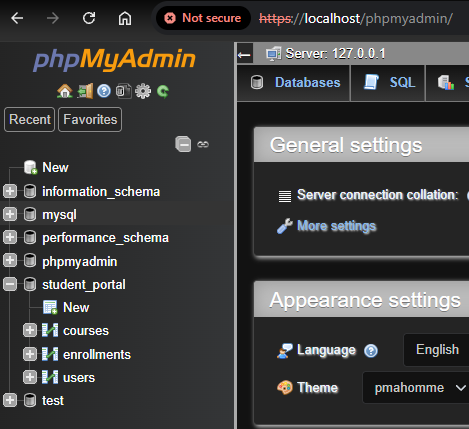 Not secure https://localhost/phpmyadmin/
phpMyAdmin
Recent Favorites
New
information_schema
mysql
performance_schema
phpmyadmin
student_portal
New
courses
enrollments
users
test
Server: 127.0.0.1
Databases SQL
General settings
Server connection collation:
More settings
Appearance settings
Language English
Theme pmahomme